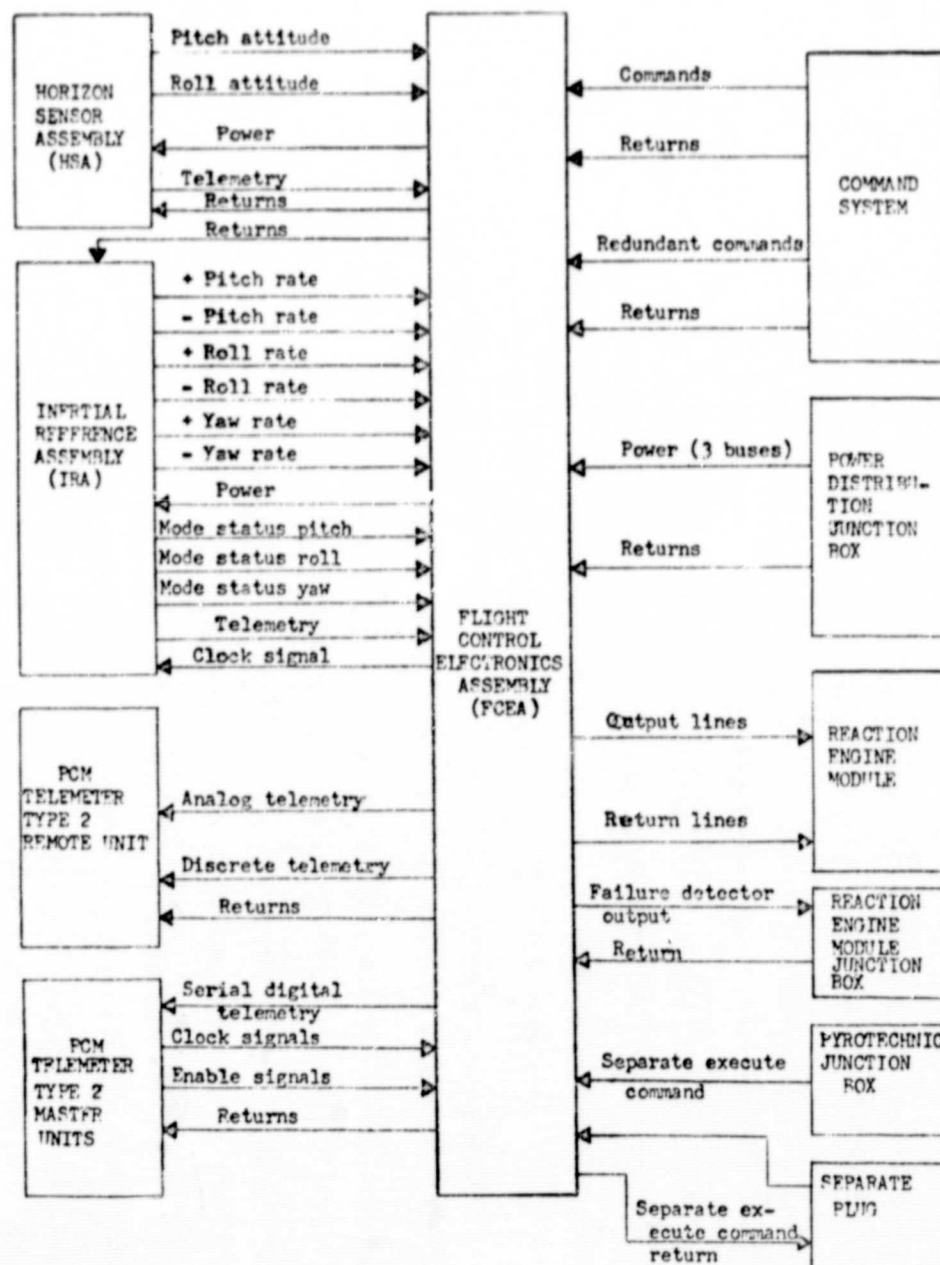 HORIZON
SENSOR
ASSEMBLY
(HSA)
Pitch attitude
Roll attitude
Power
Telemetry
Returns
Returns
INERTIAL
REFERENCE
ASSEMBLY
(IRA)
+ Pitch rate
- Pitch rate
+ Roll rate
- Roll rate
+ Yaw rate
- Yaw rate
Power
Mode status pitch
Mode status roll
Mode status yaw
Telemetry
Clock signal
PCM
TELEMETER
TYPE 2
REMOTE UNIT
Analog telemetry
Discrete telemetry
Returns
PCM
TELEMETER
TYPE 2
MASTER
UNITS
Serial digital
telemetry
Clock signals
Enable signals
Returns
FLIGHT
CONTROL
ELECTRONICS
ASSEMBLY
(FCEA)
Commands
Returns
Redundant commands
Returns
COMMAND
SYSTEM
Power (3 buses)
Returns
POWER
DISTRIBU-
TION
JUNCTION
BOX
Output lines
Return lines
REACTION
ENGINE
MODULE
Failure detector
output
Return
REACTION
ENGINE
MODULE
JUNCTION
BOX
Separate execute
command
PYROTECHNIC
JUNCTION
BOX
Separate ex-
ecute command
return
SEPARATE
PLUG